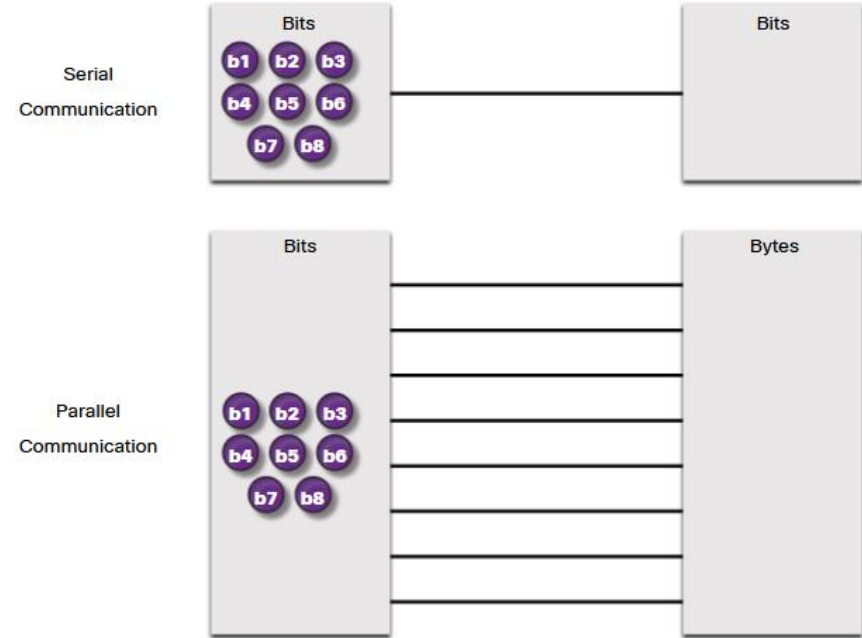 Bits
Bits
Serial
Communication
b1 b2 b3
b4 b5 b6
b7 b8
Bits
Bytes
Parallel
Communication
b1 b2 b3
b4 b5 b6
b7 b8